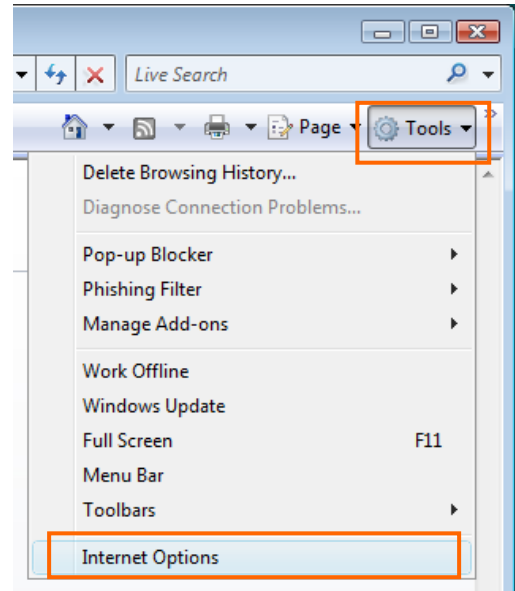 Live Search
Page Tools »
Delete Browsing History...
Diagnose Connection Problems...
Pop-up Blocker
Phishing Filter
Manage Add-ons
Work Offline
Windows Update
Full Screen F11
Menu Bar
Toolbars
Internet Options